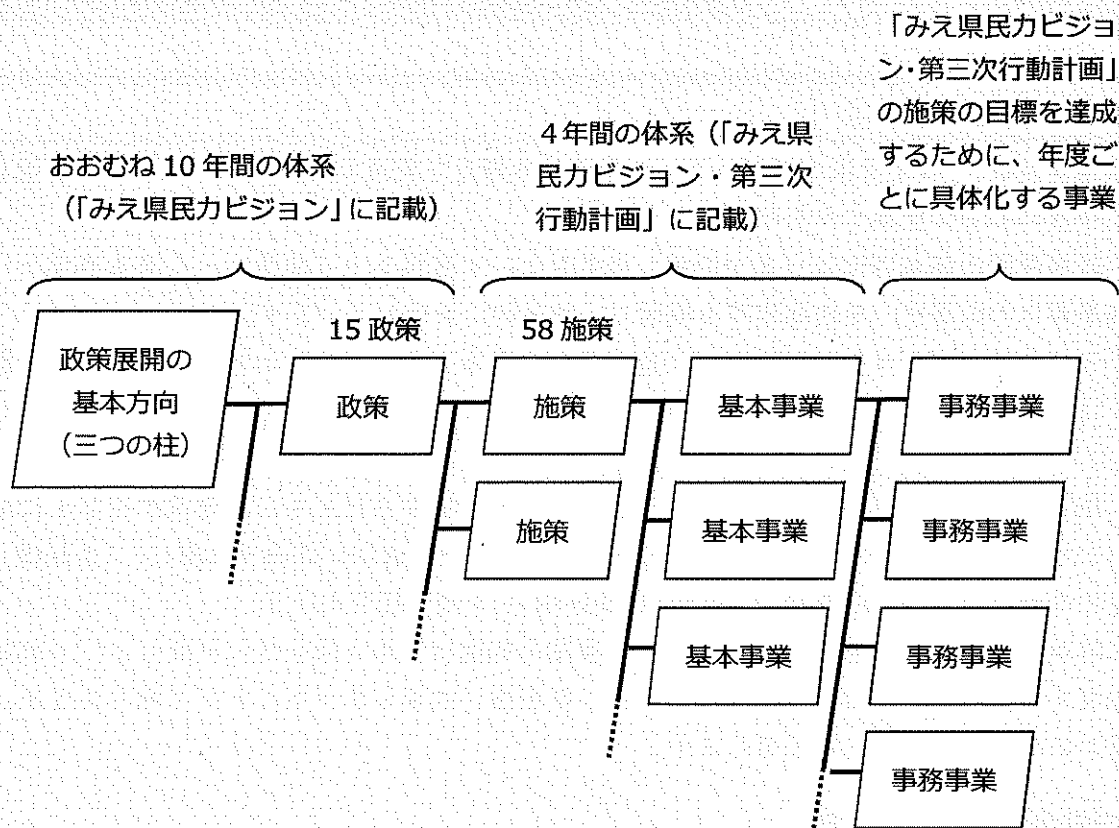 おおむね 10 年間の体系
（「みえ県民力ビジョン」に記載）
４年間の体系（「みえ県
民力ビジョン・第三次
行動計画」に記載）
「みえ県民力ビジョ
ン・第三次行動計画」
の施策の目標を達成
するために、年度ご
とに具体化する事業
15 政策
58 施策
政策展開の
基本方向
（三つの柱）
政策
施策
基本事業
事務事業
施策
基本事業
事務事業
基本事業
事務事業
事務事業